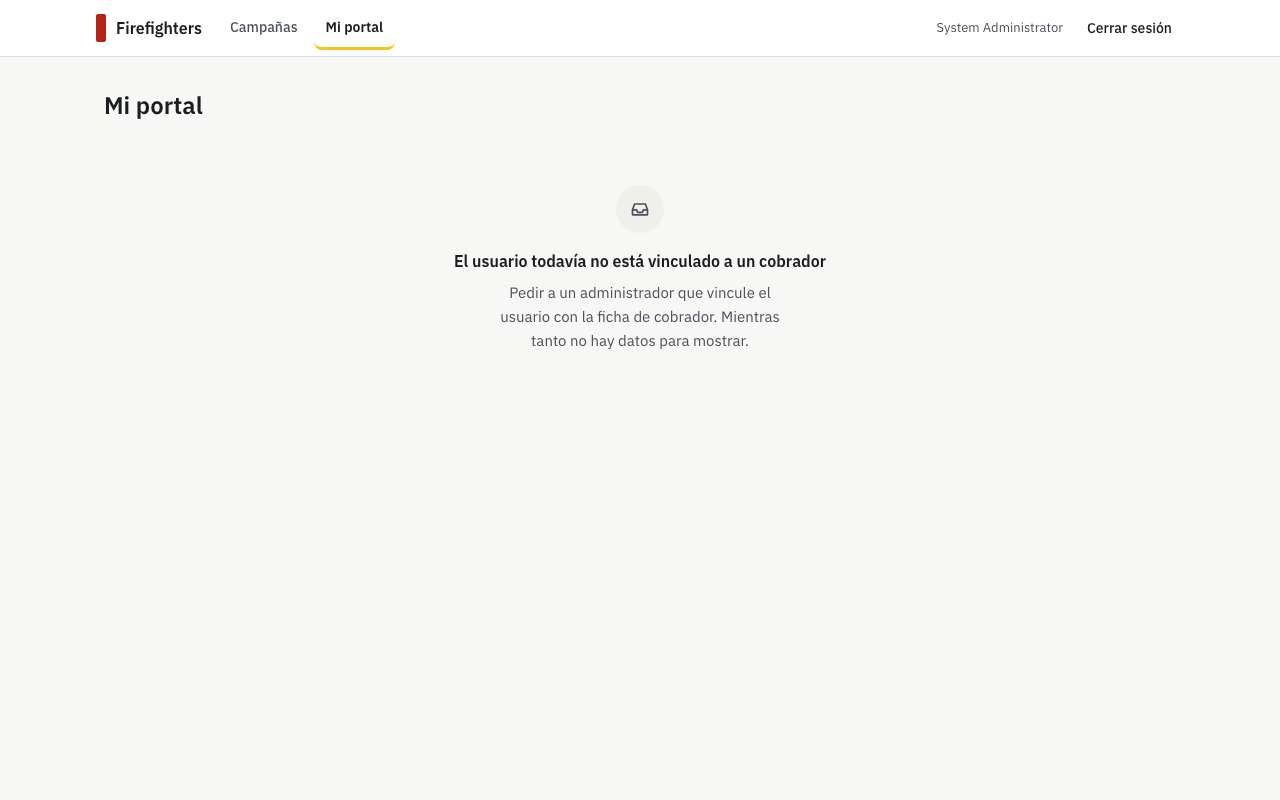 Firefighters
Campañas
Mi portal
System Administrator
Cerrar sesión
Mi portal
El usuario todavía no está vinculado a un cobrador
Pedir a un administrador que vincule el
usuario con la ficha de cobrador. Mientras
tanto no hay datos para mostrar.